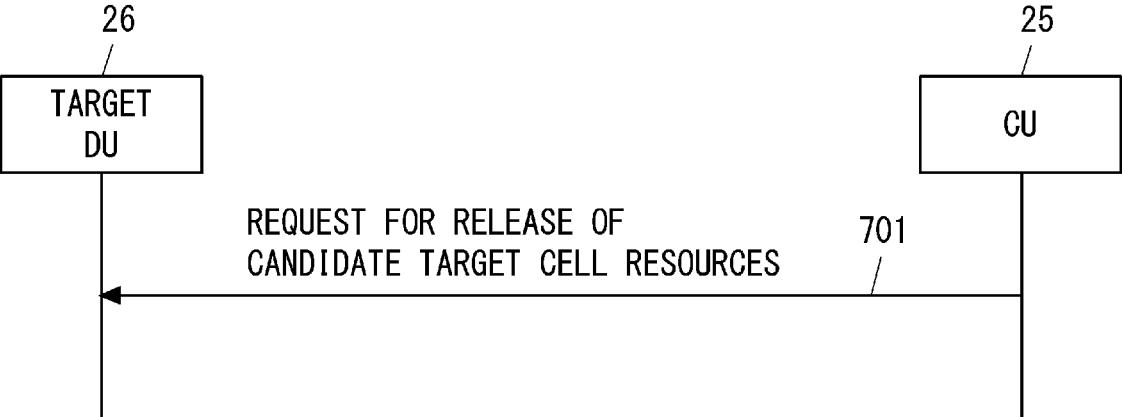 26
25
TARGET
DU
CU
REQUEST FOR RELEASE OF
CANDIDATE TARGET CELL RESOURCES
701